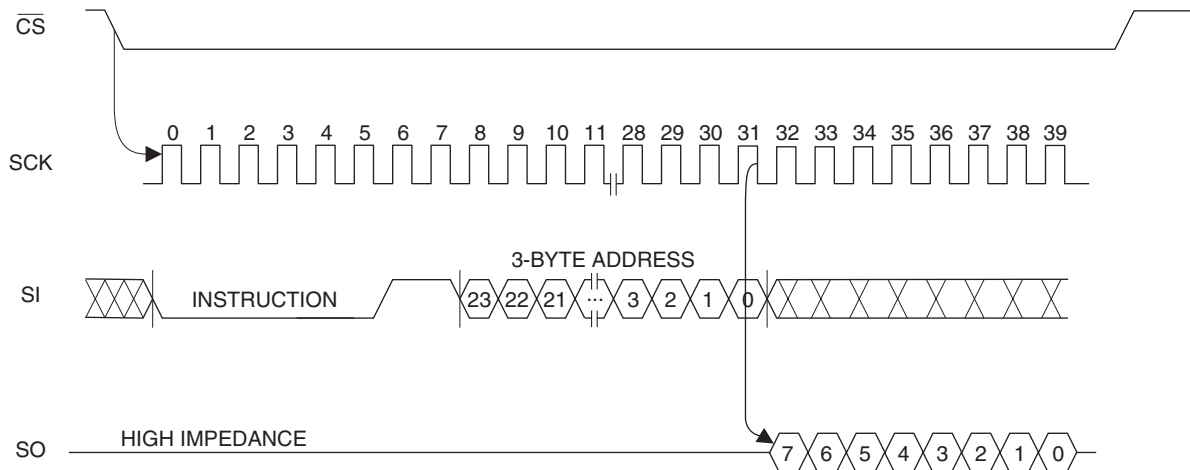 CS
0 1 2 3 4 5 6 7 8 9 10 11 28 29 30 31 32 33 34 35 36 37 38 39
SCK
3-BYTE ADDRESS
SI INSTRUCTION 23 22 21 ... 3 2 1 0
HIGH IMPEDANCE
SO 7 6 5 4 3 2 1 0